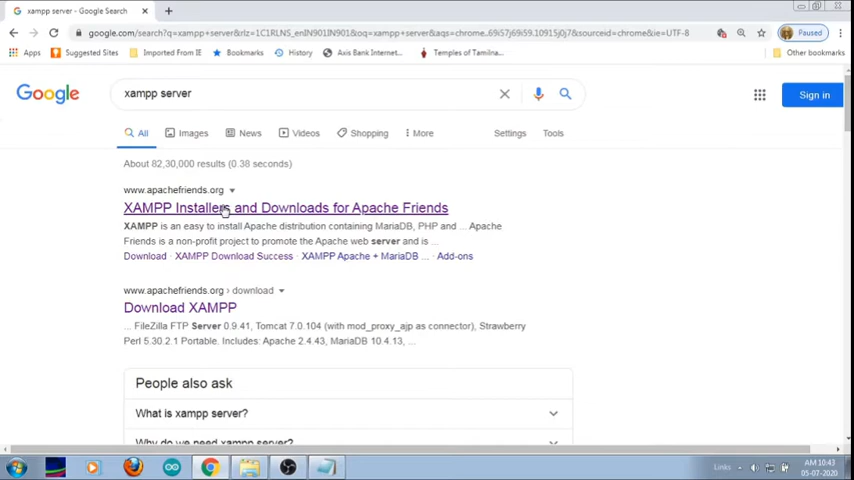 xampp server - Google Search
google.com/search?q=xampp+server&rlz=1C1RLNS_enIN901IN901&oq=xampp+server&aqs=chrome..69i57j69i59.10915j0j7&sourceid=chrome&ie=UTF-8
Paused
Apps Suggested Sites Imported From IE Bookmarks History Axis Bank Internet... Temples of Tamilna... Other bookmarks
Google
xampp server
Sign in
All Images News Videos Shopping More Settings Tools
About 82,30,000 results (0.38 seconds)
www.apachefriends.org
XAMPP Installers and Downloads for Apache Friends
XAMPP is an easy to install Apache distribution containing MariaDB, PHP and ... Apache
Friends is a non-profit project to promote the Apache web server and is ...
Download · XAMPP Download Success · XAMPP Apache + MariaDB ... · Add-ons
www.apachefriends.org › download
Download XAMPP
... FileZilla FTP Server 0.9.41, Tomcat 7.0.104 (with mod_proxy_ajp as connector), Strawberry
Perl 5.30.2.1 Portable. Includes: Apache 2.4.43, MariaDB 10.4.13, ...
People also ask
What is xampp server?
Why do we need xampp server?
Links
AM 10:43
05-07-2020